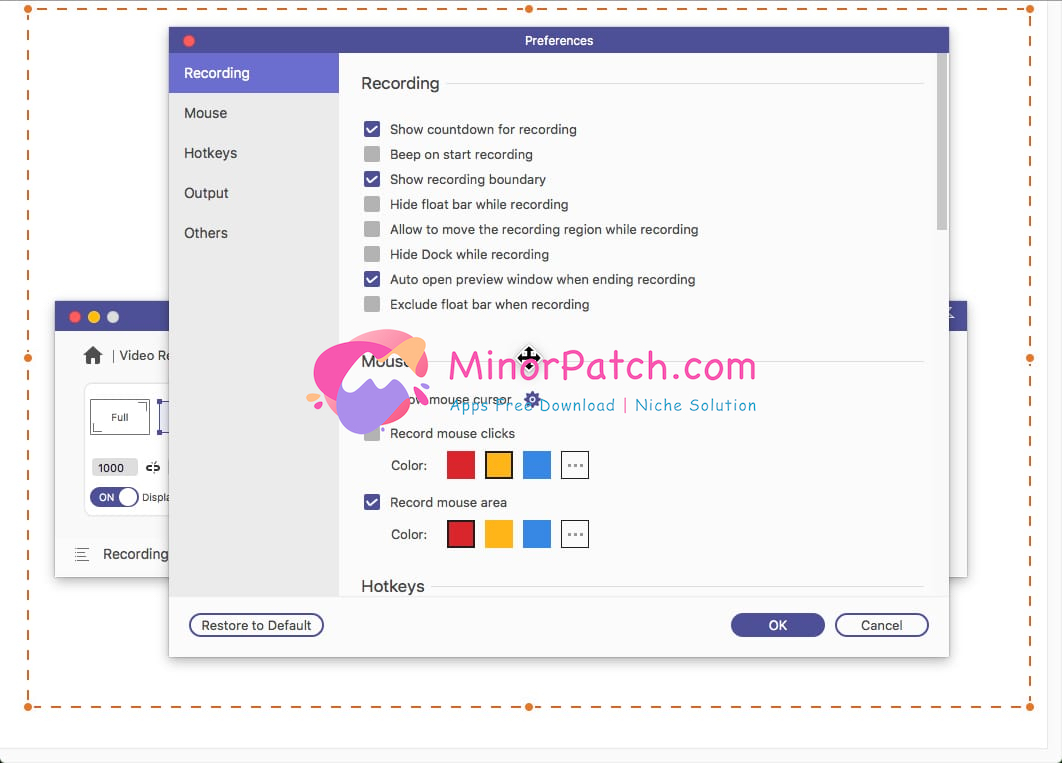 Preferences
Recording
Mouse
Hotkeys
Output
Others
Recording
Show countdown for recording
Beep on start recording
Show recording boundary
Hide float bar while recording
Allow to move the recording region while recording
Hide Dock while recording
Auto open preview window when ending recording
Exclude float bar when recording
| Video Re
Full
1000
ON Displa
Recording
Mouse
MinorPatch.com
mouse cursor
Apps Free Download | Niche Solution
Record mouse clicks
Color:
Record mouse area
Color:
Hotkeys
Restore to Default
OK
Cancel